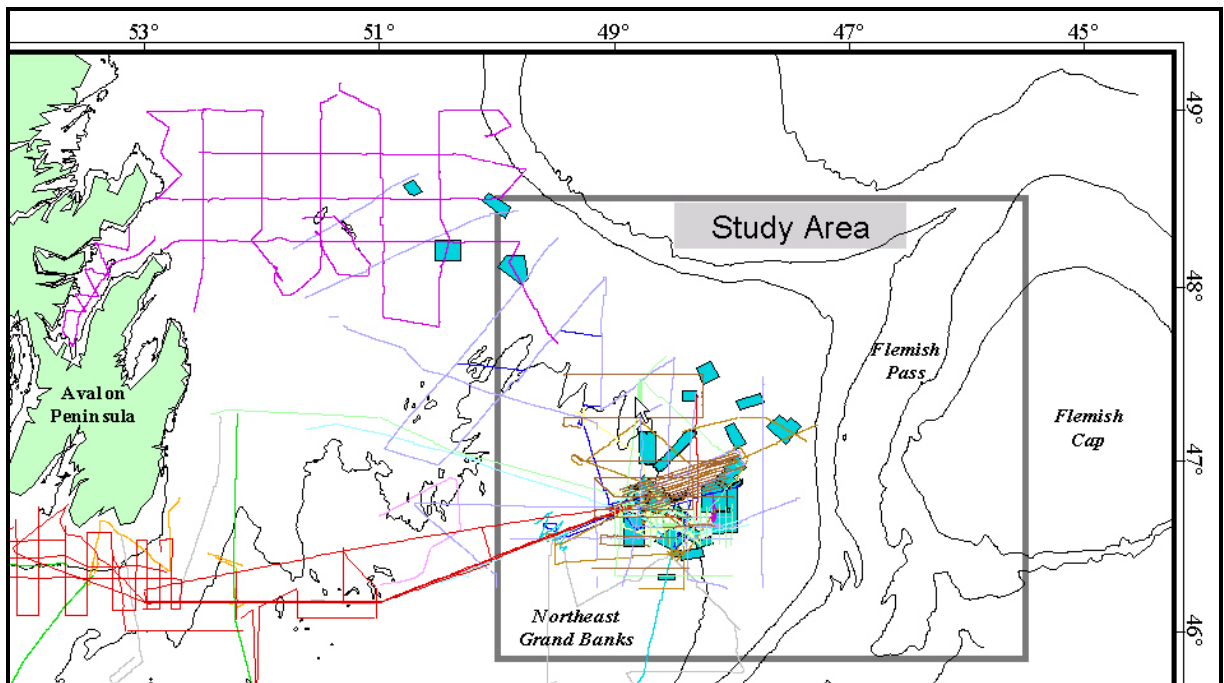 53° 51° 49° 47° 45°
49°
Study Area
48°
Flemish
Pass
Avalon
Peninsula
Flemish
Cap
47°
Northeast
Grand Banks
46°